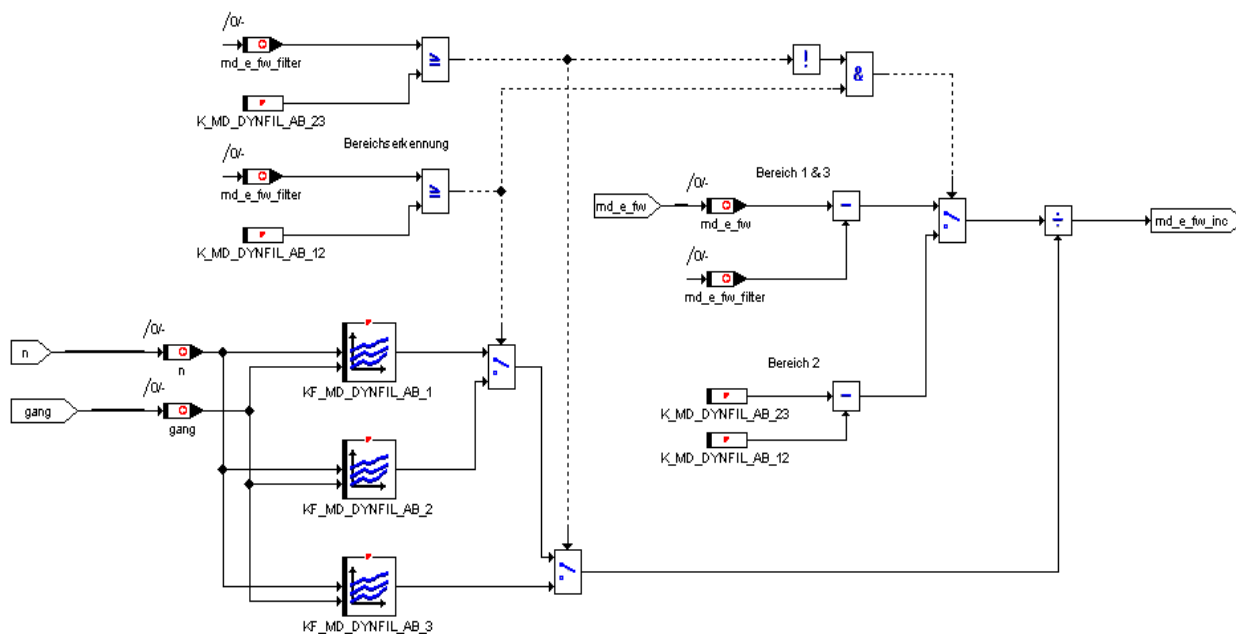 /0/-
md_e_fw_filter
≥
!
&
K_MD_DYNFIL_AB_23
Bereichserkennung
/0/-
md_e_fw_filter
≥
K_MD_DYNFIL_AB_12
Bereich 1 & 3
/0/-
md_e_fw
md_e_fw
−
÷
md_e_fw_inc
/0/-
md_e_fw_filter
n
/0/-
n
KF_MD_DYNFIL_AB_1
gang
/0/-
gang
Bereich 2
K_MD_DYNFIL_AB_23
−
K_MD_DYNFIL_AB_12
KF_MD_DYNFIL_AB_2
KF_MD_DYNFIL_AB_3